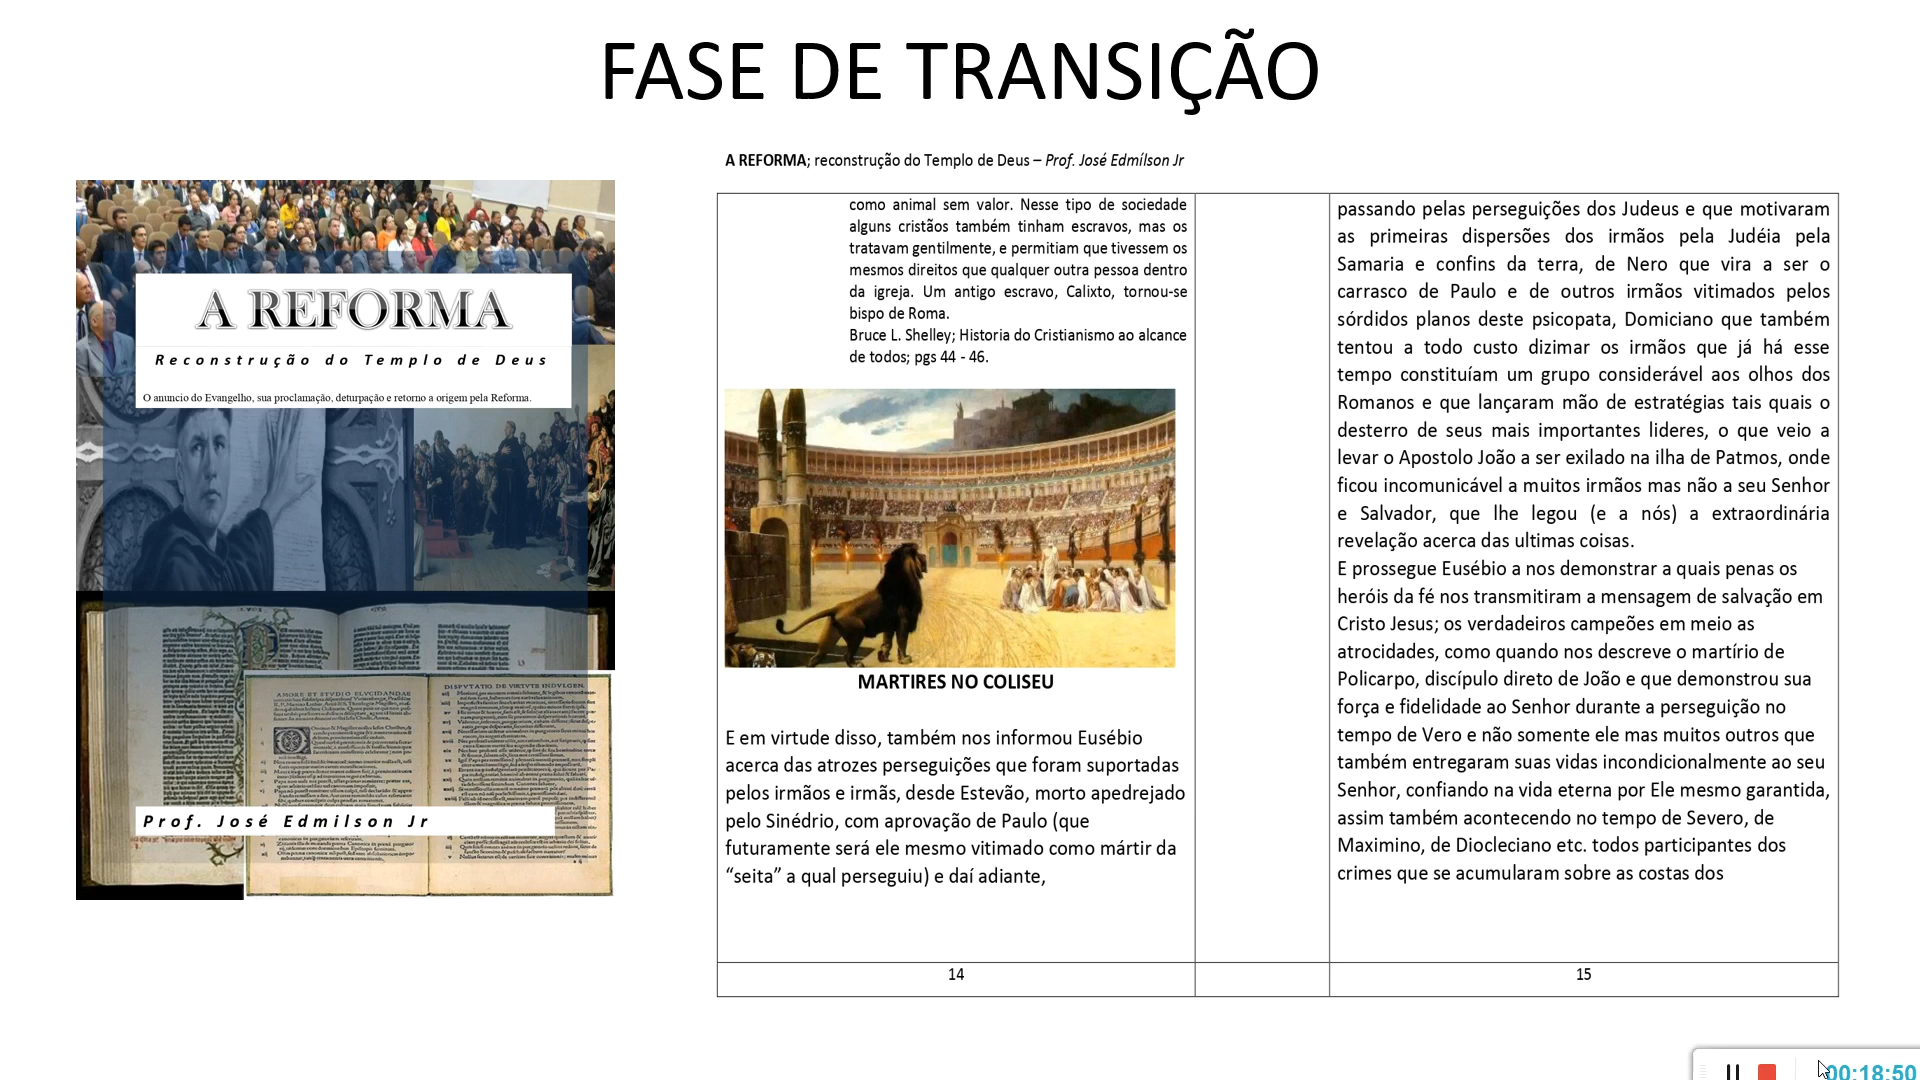 FASE DE TRANSIÇÃO
A REFORMA; reconstrução do Templo de Deus – Prof. José Edmílson Jr
A REFORMA
Reconstrução do Templo de Deus
O anuncio do Evangelho, sua proclamação, deturpação e retorno a origem pela Reforma.
AMORE ET STVDIO ELVCIDANDAE
Prof. José Edmilson Jr
como animal sem valor. Nesse tipo de sociedade
alguns cristãos também tinham escravos, mas os
tratavam gentilmente, e permitiam que tivessem os
mesmos direitos que qualquer outra pessoa dentro
da igreja. Um antigo escravo, Calixto, tornou-se
bispo de Roma.
Bruce L. Shelley; Historia do Cristianismo ao alcance
de todos; pgs 44 - 46.
MARTIRES NO COLISEU
E em virtude disso, também nos informou Eusébio
acerca das atrozes perseguições que foram suportadas
pelos irmãos e irmãs, desde Estevão, morto apedrejado
pelo Sinédrio, com aprovação de Paulo (que
futuramente será ele mesmo vitimado como mártir da
“seita” a qual perseguiu) e daí adiante,
14
passando pelas perseguições dos Judeus e que motivaram
as primeiras dispersões dos irmãos pela Judéia pela
Samaria e confins da terra, de Nero que vira a ser o
carrasco de Paulo e de outros irmãos vitimados pelos
sórdidos planos deste psicopata, Domiciano que também
tentou a todo custo dizimar os irmãos que já há esse
tempo constituíam um grupo considerável aos olhos dos
Romanos e que lançaram mão de estratégias tais quais o
desterro de seus mais importantes lideres, o que veio a
levar o Apostolo João a ser exilado na ilha de Patmos, onde
ficou incomunicável a muitos irmãos mas não a seu Senhor
e Salvador, que lhe legou (e a nós) a extraordinária
revelação acerca das ultimas coisas.
E prossegue Eusébio a nos demonstrar a quais penas os
heróis da fé nos transmitiram a mensagem de salvação em
Cristo Jesus; os verdadeiros campeões em meio as
atrocidades, como quando nos descreve o martírio de
Policarpo, discípulo direto de João e que demonstrou sua
força e fidelidade ao Senhor durante a perseguição no
tempo de Vero e não somente ele mas muitos outros que
também entregaram suas vidas incondicionalmente ao seu
Senhor, confiando na vida eterna por Ele mesmo garantida,
assim também acontecendo no tempo de Severo, de
Maximino, de Diocleciano etc. todos participantes dos
crimes que se acumularam sobre as costas dos
15
00:18:50